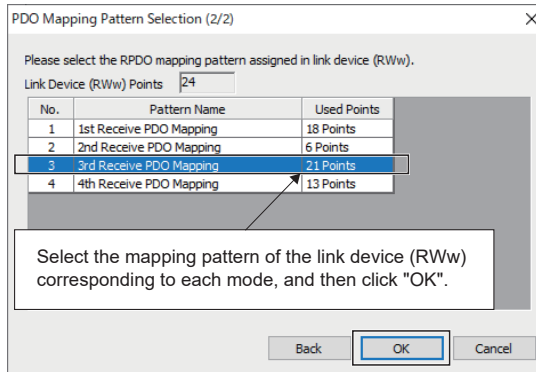 PDO Mapping Pattern Selection (2/2)
Please select the RPDO mapping pattern assigned in link device (RWw).
Link Device (RWw) Points 24
No. Pattern Name Used Points
1 1st Receive PDO Mapping 18 Points
2 2nd Receive PDO Mapping 6 Points
3 3rd Receive PDO Mapping 21 Points
4 4th Receive PDO Mapping 13 Points
Select the mapping pattern of the link device (RWw)
corresponding to each mode, and then click "OK".
Back OK Cancel